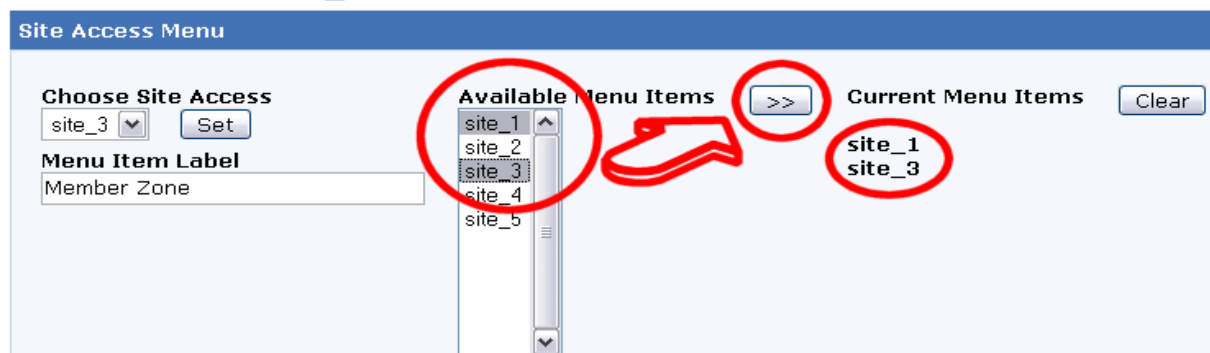 Site Access Menu
Choose Site Access
site_3
Set
Menu Item Label
Member Zone
Available Menu Items
site_1
site_2
site_3
site_4
site_5
>>
Current Menu Items
Clear
site_1
site_3